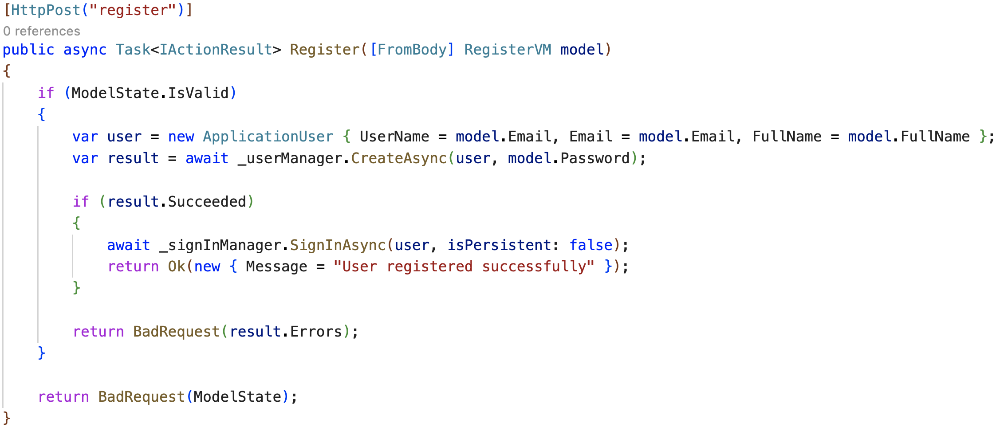 [HttpPost("register")]
0 references
public async Task<IActionResult> Register([FromBody] RegisterVM model)
{
    if (ModelState.IsValid)
    {
        var user = new ApplicationUser { UserName = model.Email, Email = model.Email, FullName = model.FullName };
        var result = await _userManager.CreateAsync(user, model.Password);

        if (result.Succeeded)
        {
            await _signInManager.SignInAsync(user, isPersistent: false);
            return Ok(new { Message = "User registered successfully" });
        }

        return BadRequest(result.Errors);
    }

    return BadRequest(ModelState);
}